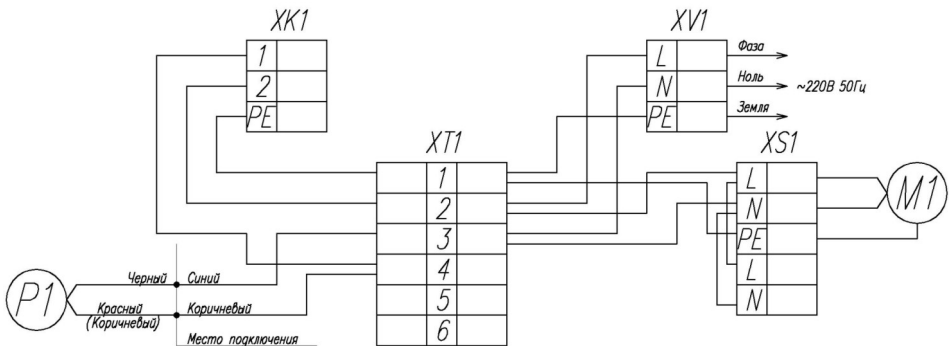 XK1
1
2
PE
XV1
L Фаза
N Ноль ~220В 50Гц
PE Земля
XT1
1
2
3
4
5
6
XS1
L
N
PE
L
N
M1
P1
Черный Синий
Красный Коричневый
(Коричневый)
Место подключения